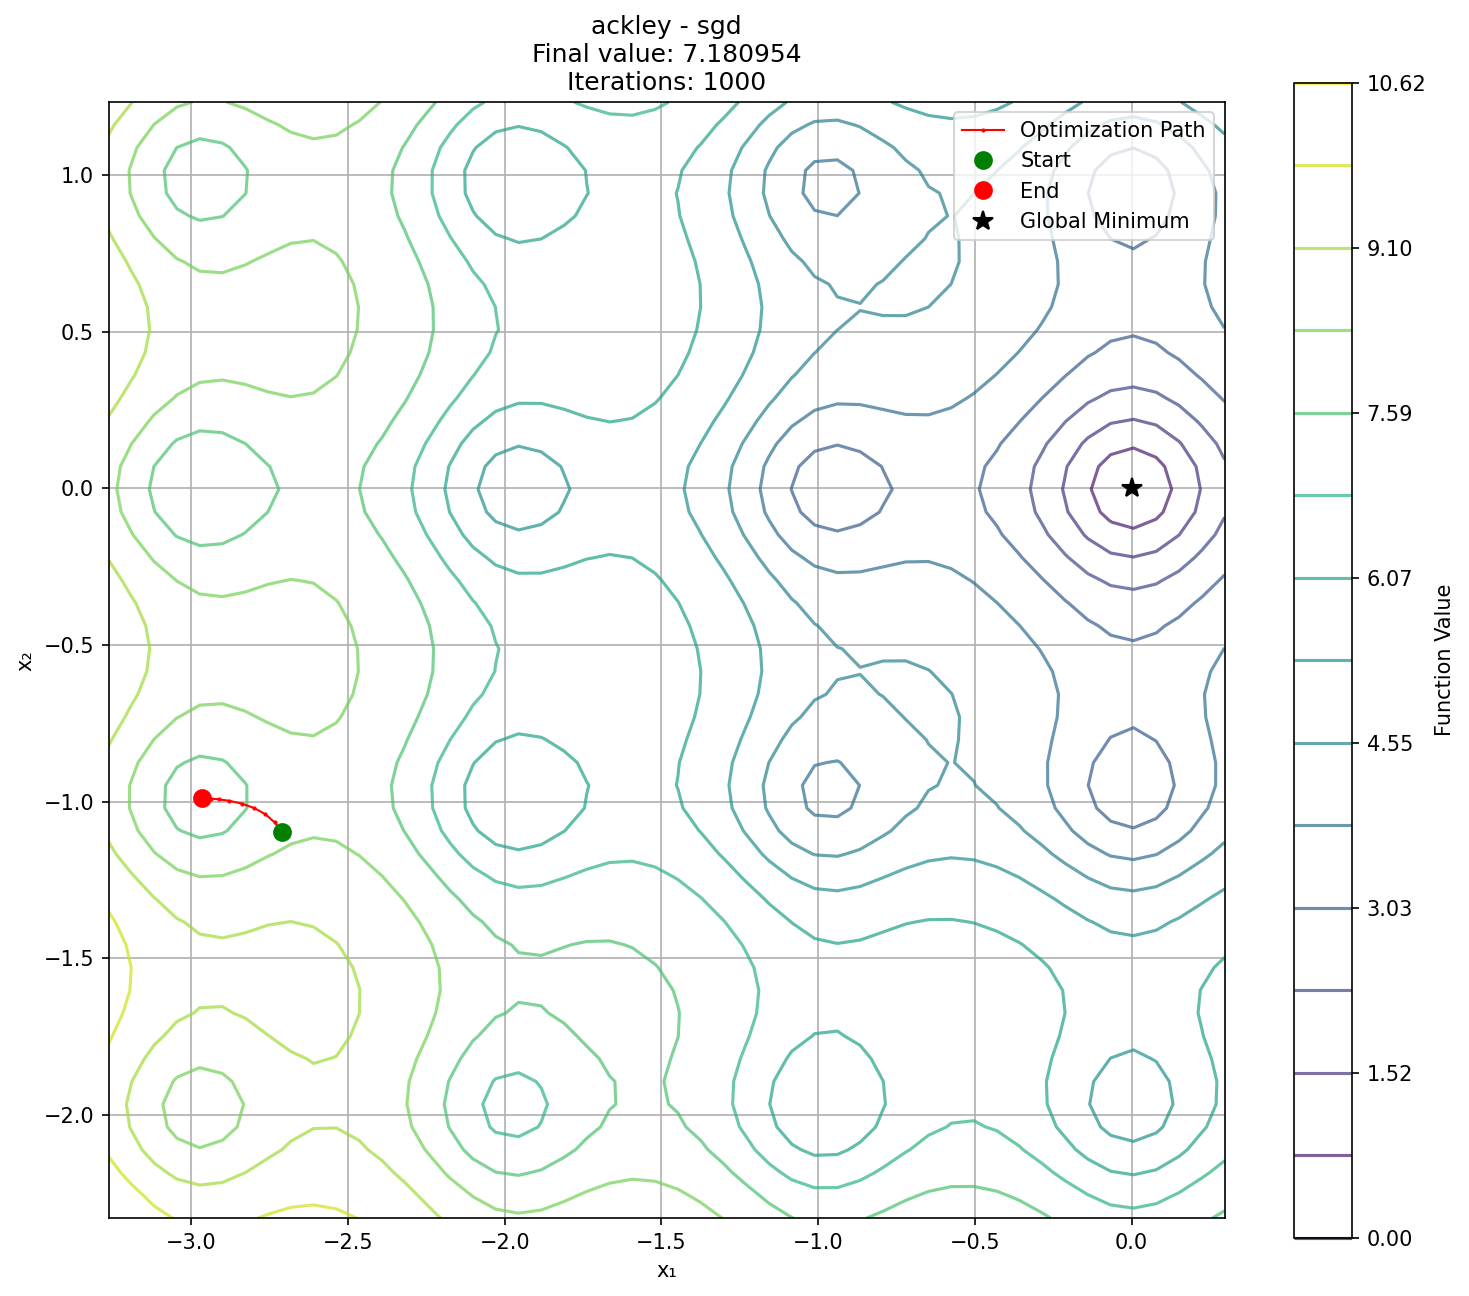 ackley - sgd
Final value: 7.180954
Iterations: 1000
Optimization Path
Start
End
Global Minimum
1.0
0.5
0.0
−0.5
−1.0
−1.5
−2.0
x₂
−3.0
−2.5
−2.0
−1.5
−1.0
−0.5
0.0
x₁
10.62
9.10
7.59
6.07
4.55
3.03
1.52
0.00
Function Value